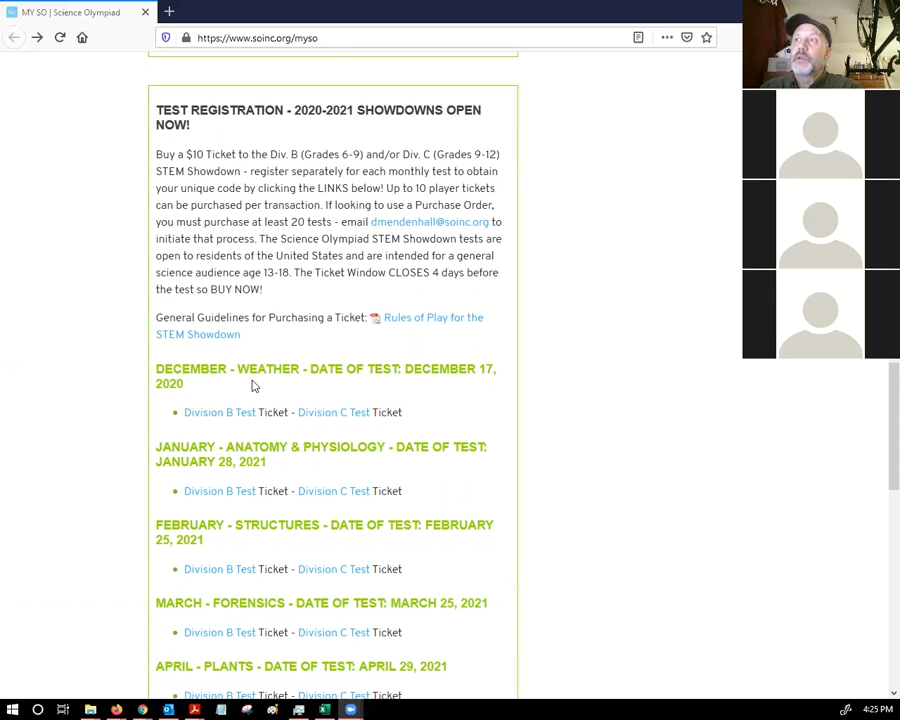 MY SO | Science Olympiad
https://www.soinc.org/myso
TEST REGISTRATION - 2020-2021 SHOWDOWNS OPEN
NOW!
Buy a $10 Ticket to the Div. B (Grades 6-9) and/or Div. C (Grades 9-12)
STEM Showdown - register separately for each monthly test to obtain
your unique code by clicking the LINKS below! Up to 10 player tickets
can be purchased per transaction. If looking to use a Purchase Order,
you must purchase at least 20 tests - email dmendenhall@soinc.org to
initiate that process. The Science Olympiad STEM Showdown tests are
open to residents of the United States and are intended for a general
science audience age 13-18. The Ticket Window CLOSES 4 days before
the test so BUY NOW!
General Guidelines for Purchasing a Ticket: Rules of Play for the
STEM Showdown
DECEMBER - WEATHER - DATE OF TEST: DECEMBER 17,
2020
• Division B Test Ticket - Division C Test Ticket
JANUARY - ANATOMY & PHYSIOLOGY - DATE OF TEST:
JANUARY 28, 2021
• Division B Test Ticket - Division C Test Ticket
FEBRUARY - STRUCTURES - DATE OF TEST: FEBRUARY
25, 2021
• Division B Test Ticket - Division C Test Ticket
MARCH - FORENSICS - DATE OF TEST: MARCH 25, 2021
• Division B Test Ticket - Division C Test Ticket
APRIL - PLANTS - DATE OF TEST: APRIL 29, 2021
• Division B Test Ticket - Division C Test Ticket
4:25 PM